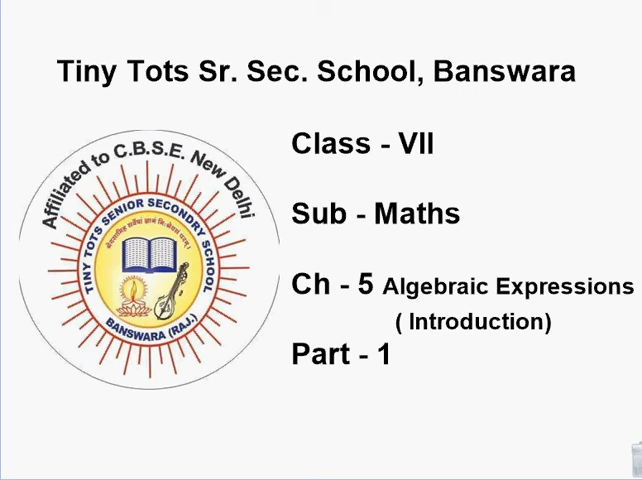 Tiny Tots Sr. Sec. School, Banswara
Affiliated to C.B.S.E. New Delhi
TINY TOTS SENIOR SECONDRY SCHOOL
BANSWARA (RAJ.)
Class - VII
Sub - Maths
Ch - 5 Algebraic Expressions
( Introduction)
Part - 1